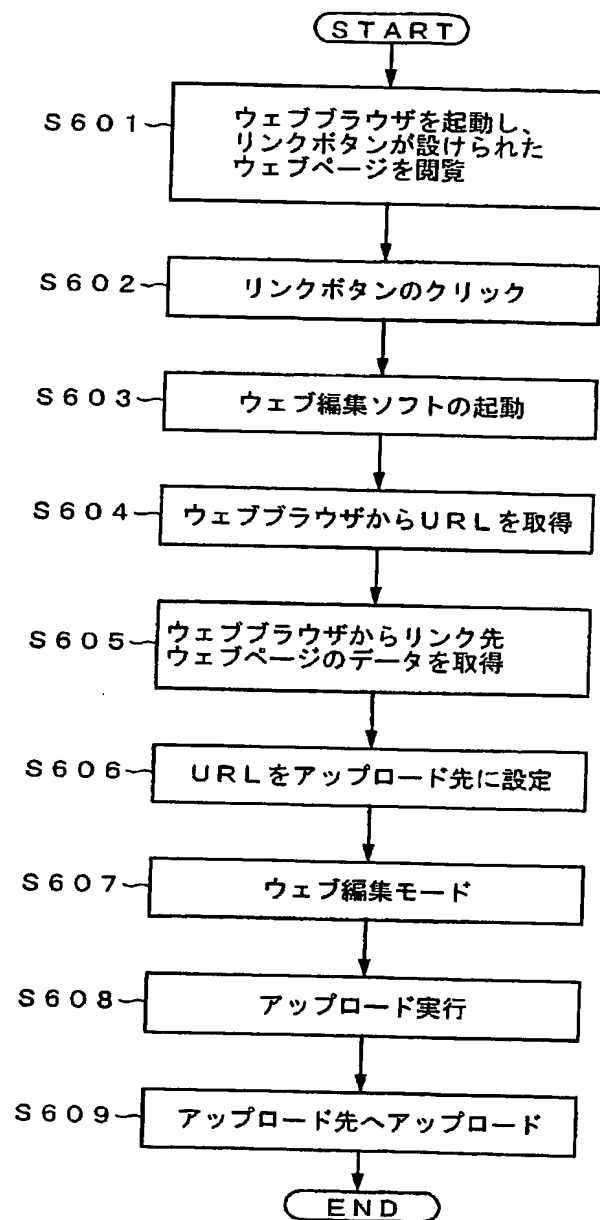 START
S601
ウェブブラウザを起動し、
リンクボタンが設けられた
ウェブページを閲覧
S602
リンクボタンのクリック
S603
ウェブ編集ソフトの起動
S604
ウェブブラウザからURLを取得
S605
ウェブブラウザからリンク先
ウェブページのデータを取得
S606
URLをアップロード先に設定
S607
ウェブ編集モード
S608
アップロード実行
S609
アップロード先へアップロード
END